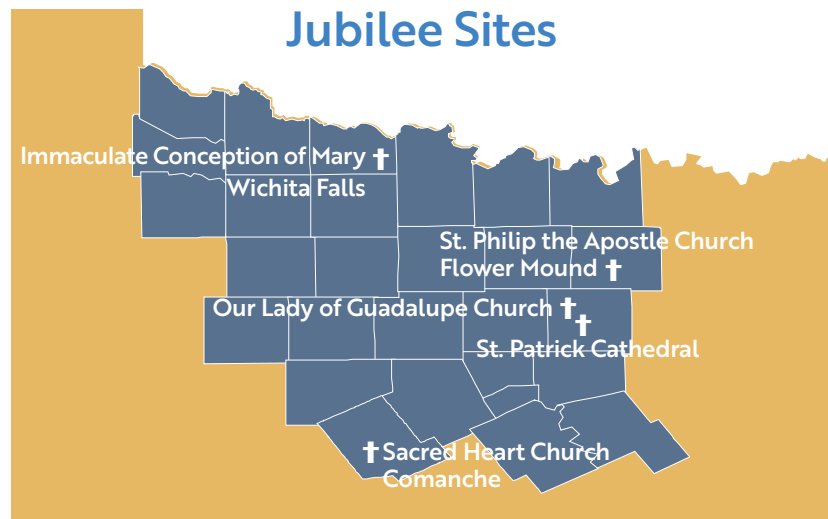 Jubilee Sites
Immaculate Conception of Mary
Wichita Falls
St. Philip the Apostle Church
Flower Mound
Our Lady of Guadalupe Church
St. Patrick Cathedral
Sacred Heart Church
Comanche